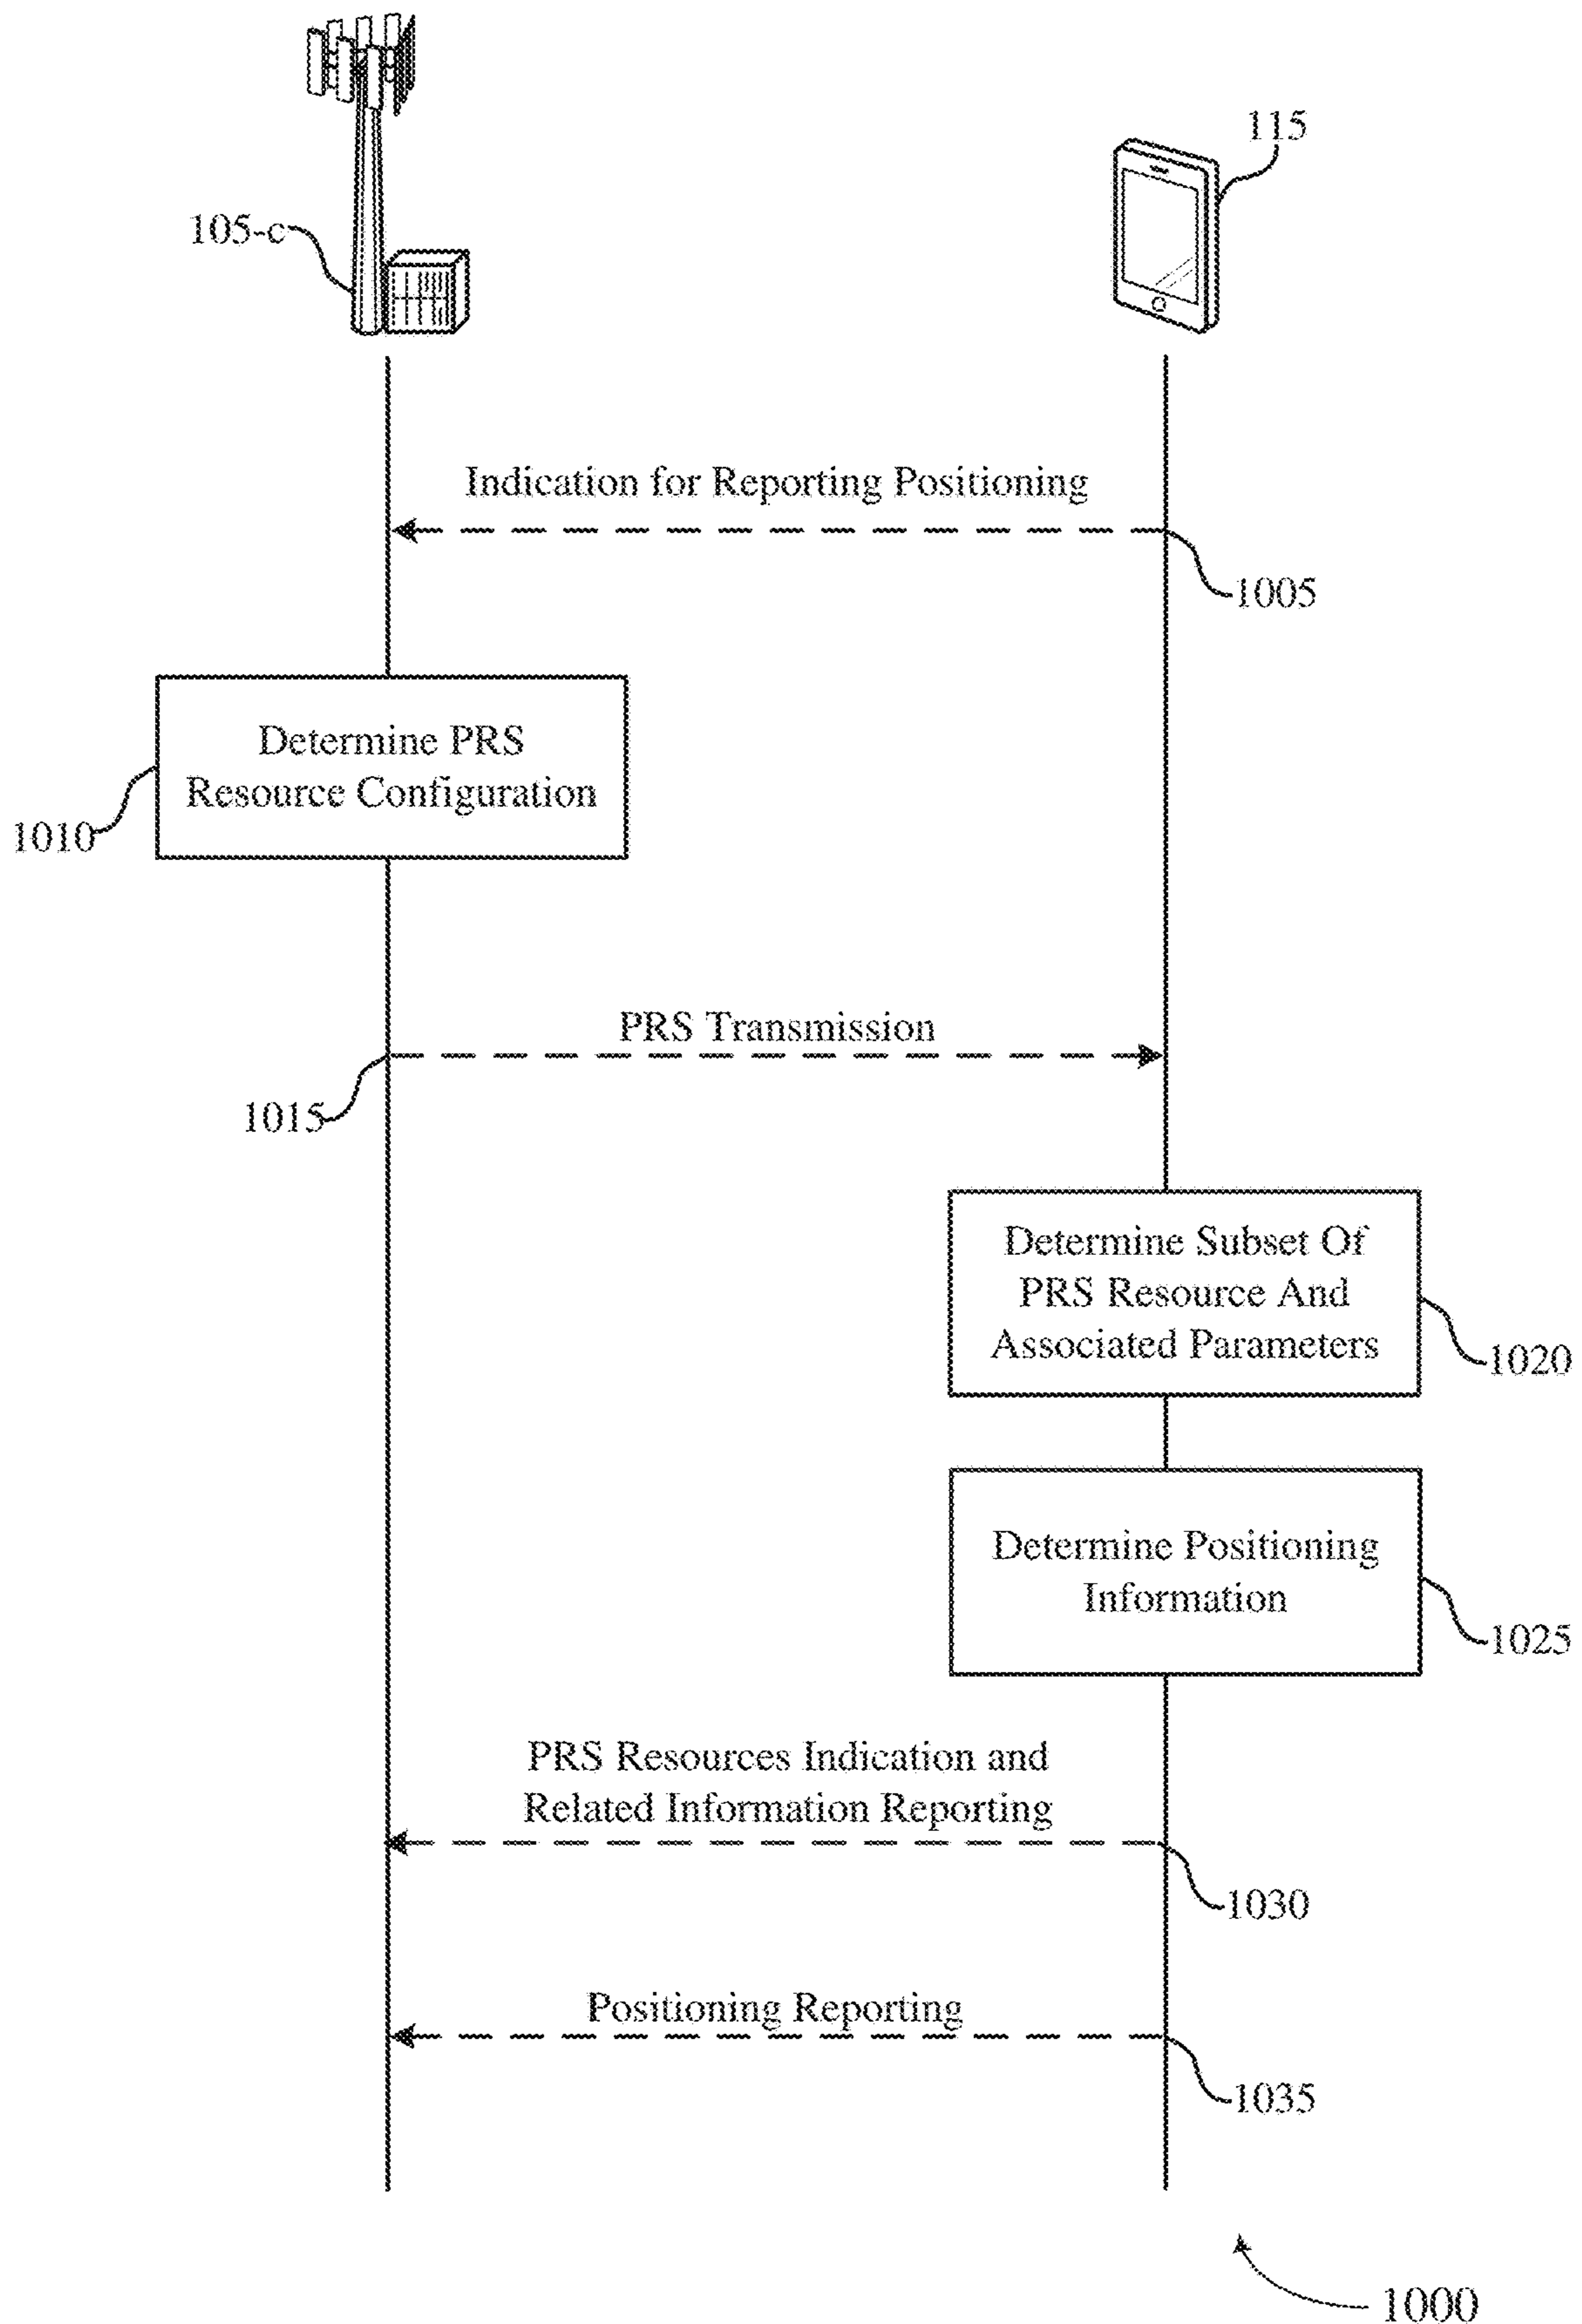 115
105-c
Indication for Reporting Positioning
1005
Determine PRS
Resource Configuration
1010
PRS Transmission
1015
Determine Subset Of
PRS Resource And
Associated Parameters
1020
Determine Positioning
Information
1025
PRS Resources Indication and
Related Information Reporting
1030
Positioning Reporting
1035
1000